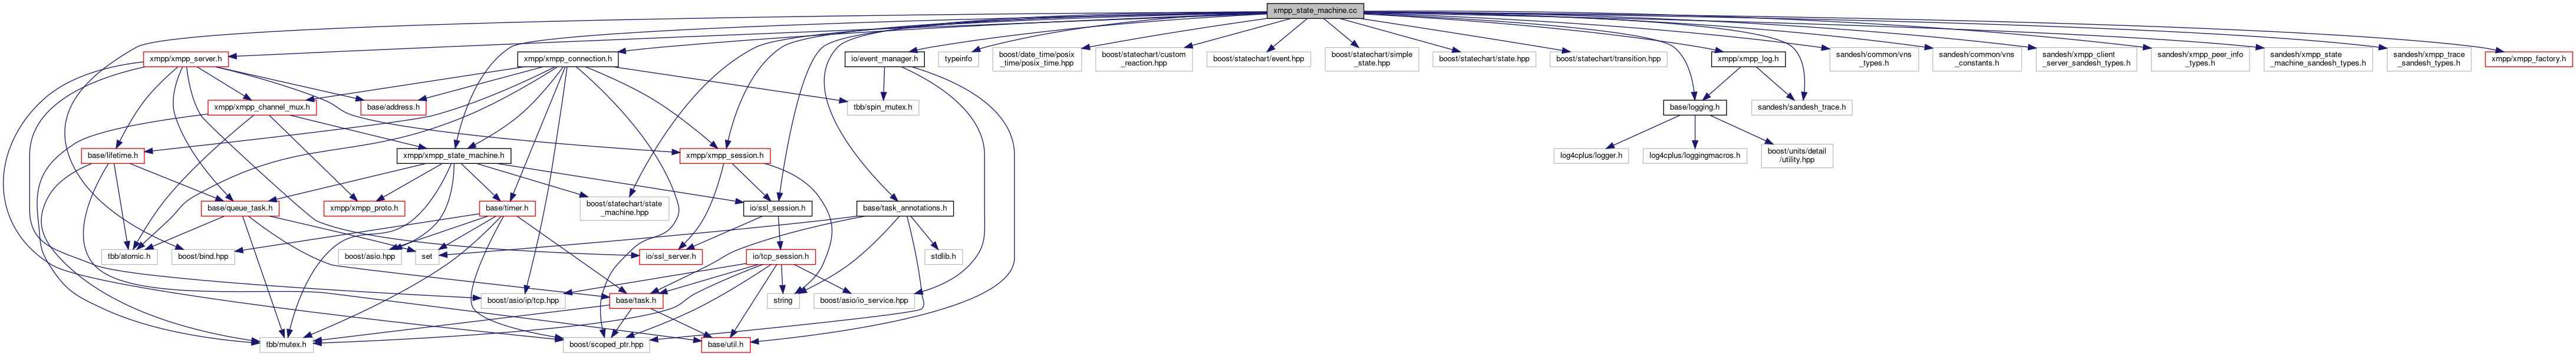 xmpp_state_machine.cc
xmpp/xmpp_server.h
xmpp/xmpp_connection.h
io/event_manager.h
typeinfo
boost/date_time/posix
_time/posix_time.hpp
boost/statechart/custom
_reaction.hpp
boost/statechart/event.hpp
boost/statechart/simple
_state.hpp
boost/statechart/state.hpp
boost/statechart/transition.hpp
xmpp/xmpp_log.h
sandesh/common/vns
_types.h
sandesh/common/vns
_constants.h
sandesh/xmpp_client
_server_sandesh_types.h
sandesh/xmpp_peer_info
_types.h
sandesh/xmpp_state
_machine_sandesh_types.h
sandesh/xmpp_trace
_sandesh_types.h
xmpp/xmpp_factory.h
xmpp/xmpp_channel_mux.h
base/address.h
tbb/spin_mutex.h
base/logging.h
sandesh/sandesh_trace.h
base/lifetime.h
xmpp/xmpp_state_machine.h
xmpp/xmpp_session.h
log4cplus/logger.h
log4cplus/loggingmacros.h
boost/units/detail
/utility.hpp
base/queue_task.h
xmpp/xmpp_proto.h
base/timer.h
boost/statechart/state
_machine.hpp
io/ssl_session.h
base/task_annotations.h
tbb/atomic.h
boost/bind.hpp
boost/asio.hpp
set
io/ssl_server.h
io/tcp_session.h
stdlib.h
boost/asio/ip/tcp.hpp
base/task.h
string
boost/asio/io_service.hpp
tbb/mutex.h
boost/scoped_ptr.hpp
base/util.h